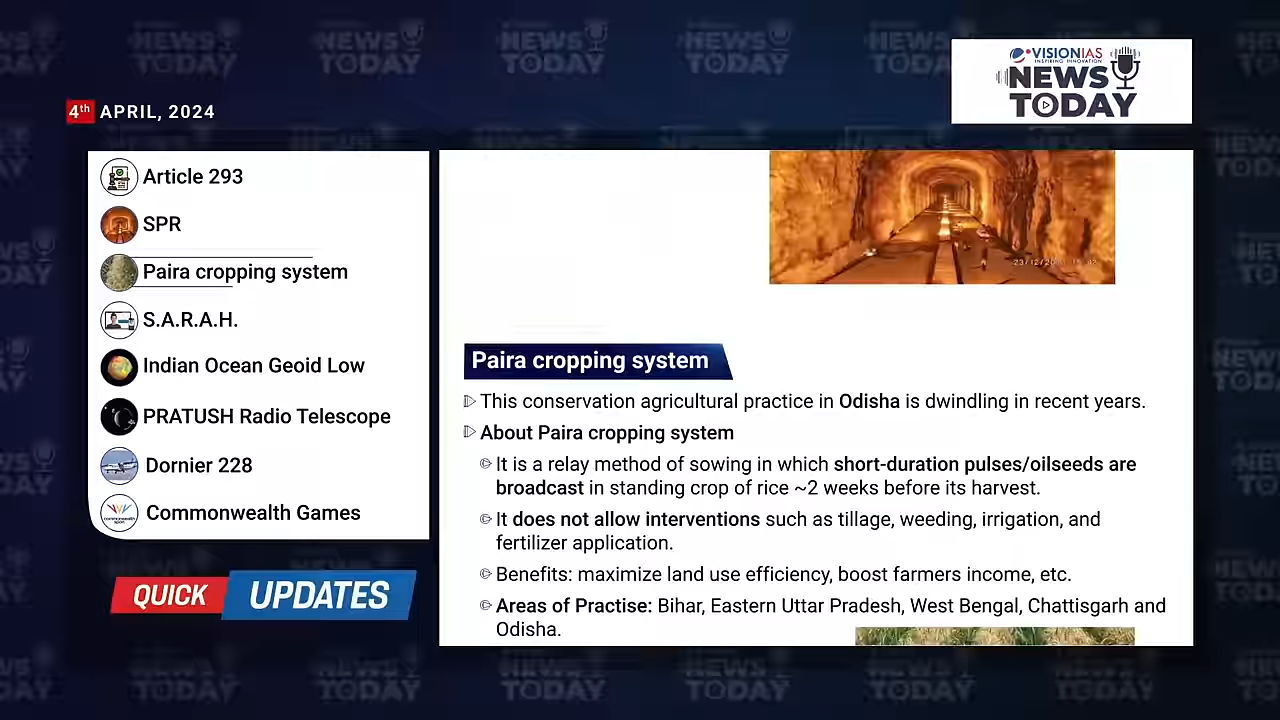 VISIONIAS
INSPIRING INNOVATION
NEWS
TODAY
4th APRIL, 2024
Article 293
SPR
Paira cropping system
S.A.R.A.H.
Indian Ocean Geoid Low
PRATUSH Radio Telescope
Dornier 228
Commonwealth Games
QUICK UPDATES
Paira cropping system
This conservation agricultural practice in Odisha is dwindling in recent years.
About Paira cropping system
It is a relay method of sowing in which short-duration pulses/oilseeds are
broadcast in standing crop of rice ~2 weeks before its harvest.
It does not allow interventions such as tillage, weeding, irrigation, and
fertilizer application.
Benefits: maximize land use efficiency, boost farmers income, etc.
Areas of Practise: Bihar, Eastern Uttar Pradesh, West Bengal, Chattisgarh and
Odisha.